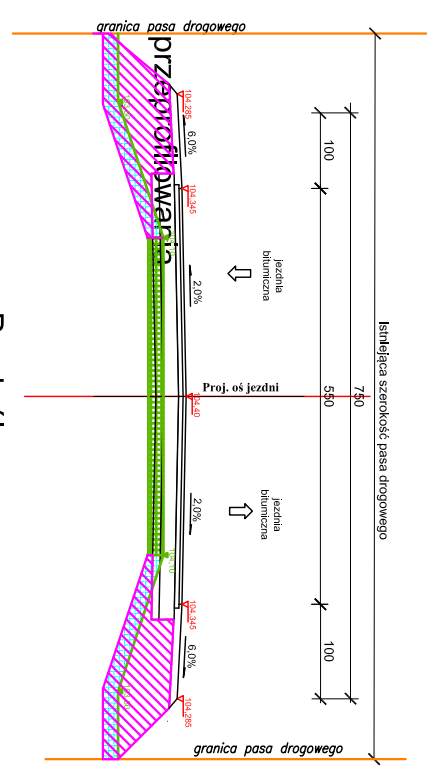 granica pasa drogowego
przeprofilowanie
104,285
6,0%
100
104,345
jezdnia
bitumiczna
2,0%
Istniejąca szerokość pasa drogowego
750
550
Proj. oś jezdni
104,40
jezdnia
bitumiczna
2,0%
104,10
104,345
100
6,0%
104,285
granica pasa drogowego